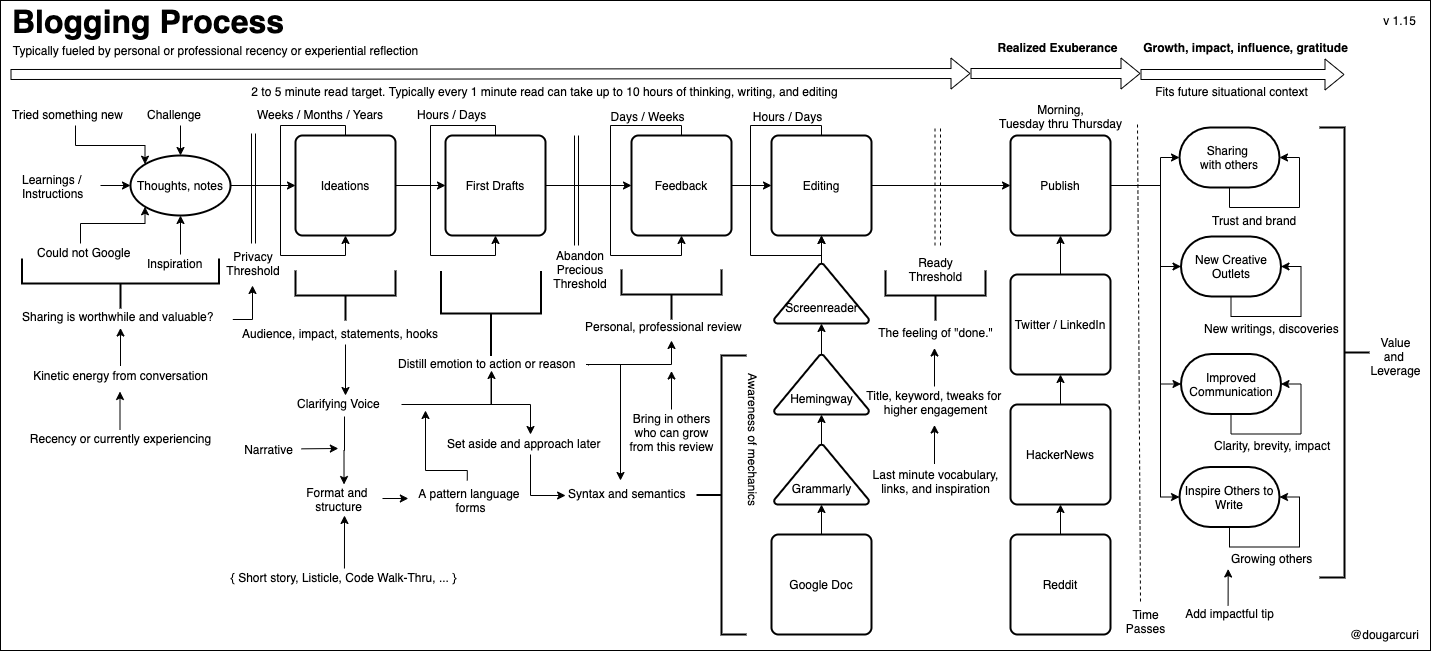 Blogging Process
v 1.15
Typically fueled by personal or professional recency or experiential reflection
Realized Exuberance
Growth, impact, influence, gratitude
2 to 5 minute read target. Typically every 1 minute read can take up to 10 hours of thinking, writing, and editing
Fits future situational context
Tried something new
Challenge
Learnings /
Instructions
Thoughts, notes
Could not Google
Inspiration
Privacy
Threshold
Sharing is worthwhile and valuable?
Kinetic energy from conversation
Recency or currently experiencing
Weeks / Months / Years
Ideations
Audience, impact, statements, hooks
Clarifying Voice
Narrative
Format and
structure
{ Short story, Listicle, Code Walk-Thru, ... }
Hours / Days
First Drafts
Distill emotion to action or reason
Set aside and approach later
A pattern language
forms
Syntax and semantics
Abandon
Precious
Threshold
Days / Weeks
Feedback
Personal, professional review
Bring in others
who can grow
from this review
Awareness of mechanics
Hours / Days
Editing
Screenreader
Hemingway
Grammarly
Google Doc
Ready
Threshold
The feeling of "done."
Title, keyword, tweaks for
higher engagement
Last minute vocabulary,
links, and inspiration
Morning,
Tuesday thru Thursday
Publish
Twitter / LinkedIn
HackerNews
Reddit
Time
Passes
Sharing
with others
Trust and brand
New Creative
Outlets
New writings, discoveries
Improved
Communication
Clarity, brevity, impact
Inspire Others to
Write
Growing others
Add impactful tip
Value
and
Leverage
@dougarcuri